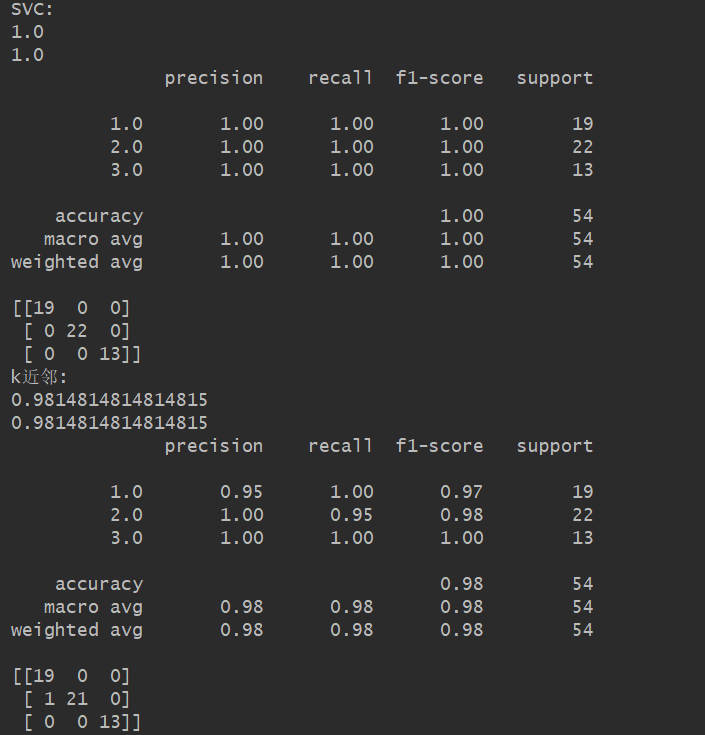 SVC:
1.0
1.0
precision recall f1-score support
1.0 1.00 1.00 1.00 19
2.0 1.00 1.00 1.00 22
3.0 1.00 1.00 1.00 13
accuracy 1.00 54
macro avg 1.00 1.00 1.00 54
weighted avg 1.00 1.00 1.00 54
[[19 0 0]
[ 0 22 0]
[ 0 0 13]]
k近邻:
0.9814814814814815
0.9814814814814815
precision recall f1-score support
1.0 0.95 1.00 0.97 19
2.0 1.00 0.95 0.98 22
3.0 1.00 1.00 1.00 13
accuracy 0.98 54
macro avg 0.98 0.98 0.98 54
weighted avg 0.98 0.98 0.98 54
[[19 0 0]
[ 1 21 0]
[ 0 0 13]]